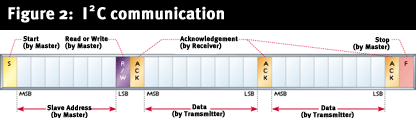 Figure 2: I²C communication
Start
(by Master)
Read or Write
(by Master)
Acknowledgement
(by Receiver)
Stop
(by Master)
S
R/W
ACK
ACK
ACK
P
MSB
LSB
MSB
LSB
MSB
LSB
Slave Address
(by Master)
Data
(by Transmitter)
Data
(by Transmitter)